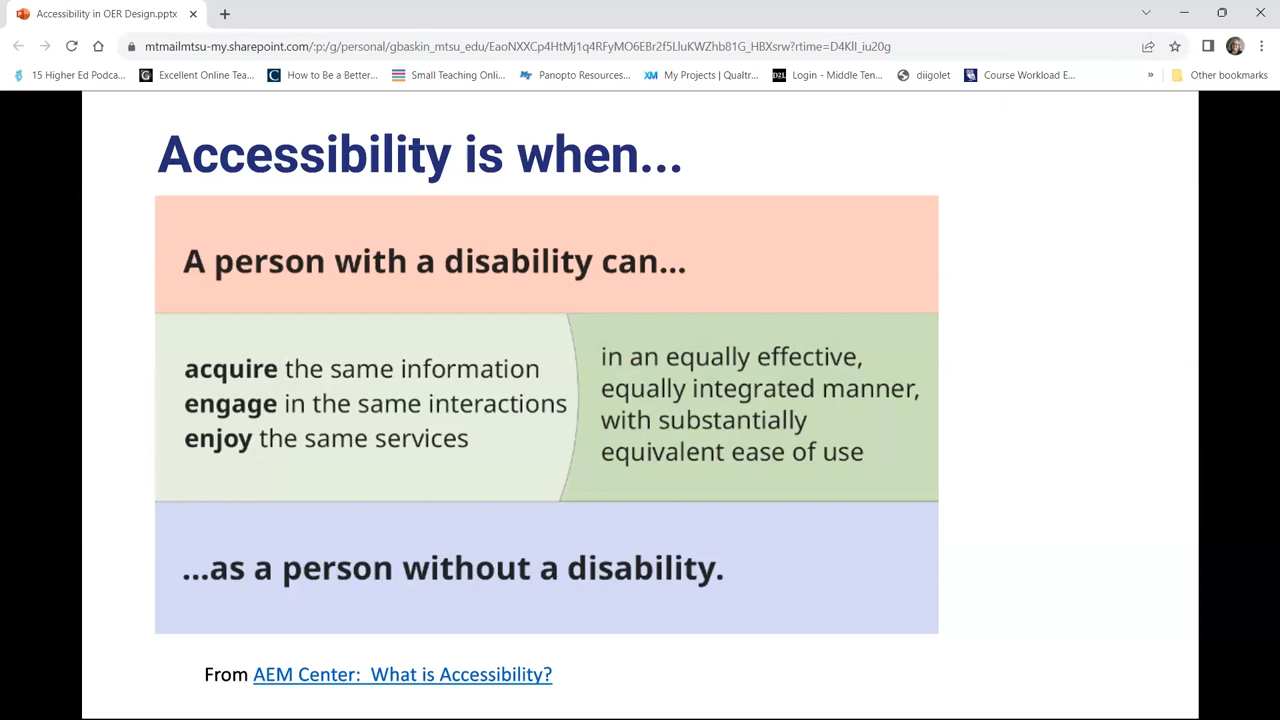 Accessibility in OER Design.pptx
mtmailmtsu-my.sharepoint.com/:p:/g/personal/gbaskin_mtsu_edu/EaoNXXCp4HtMj1q4RFyMO6EBr2f5LluKWZhb81G_HBXsrw?rtime=D4KlI_iu20g
15 Higher Ed Podca... Excellent Online Tea... How to Be a Better... Small Teaching Onli... Panopto Resources... XM My Projects | Qualtr... D2L Login - Middle Ten... diigolet Course Workload E... » Other bookmarks
Accessibility is when...
A person with a disability can...
acquire the same information
engage in the same interactions
enjoy the same services
in an equally effective,
equally integrated manner,
with substantially
equivalent ease of use
...as a person without a disability.
From AEM Center:  What is Accessibility?